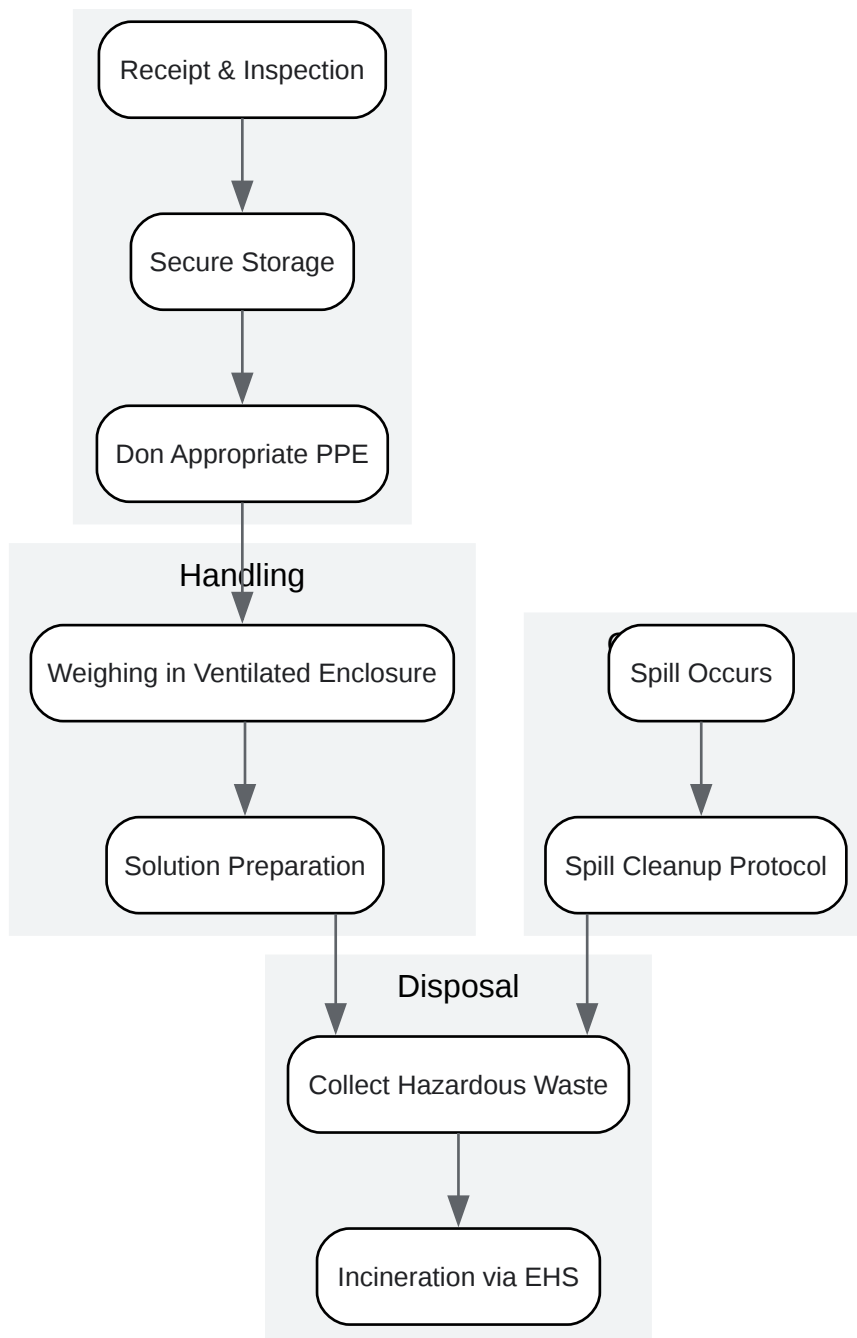 Receipt & Inspection
Secure Storage
Don Appropriate PPE
Handling
Weighing in Ventilated Enclosure
Spill Occurs
Solution Preparation
Spill Cleanup Protocol
Disposal
Collect Hazardous Waste
Incineration via EHS